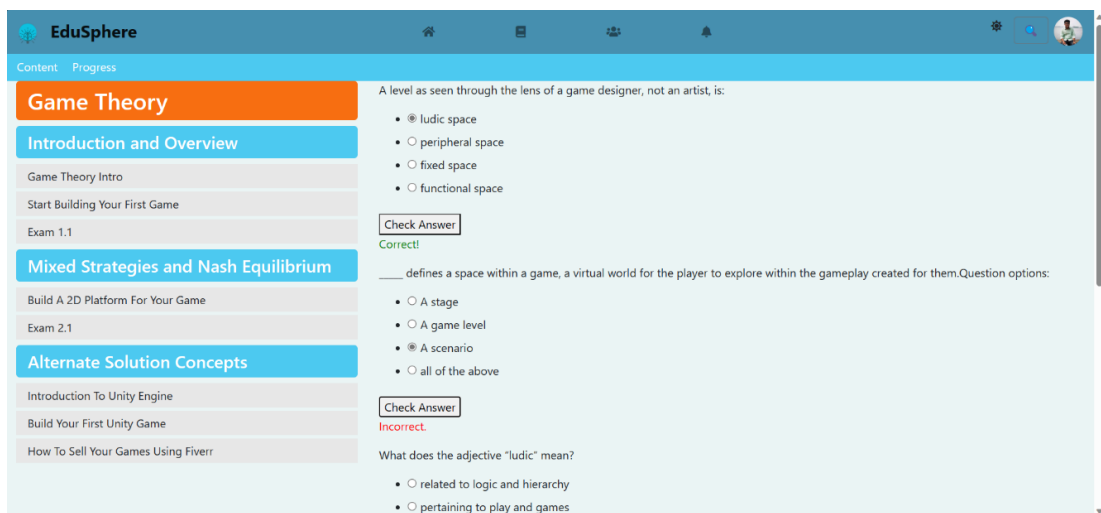 EduSphere
Content Progress
Game Theory
Introduction and Overview
Game Theory Intro
Start Building Your First Game
Exam 1.1
Mixed Strategies and Nash Equilibrium
Build A 2D Platform For Your Game
Exam 2.1
Alternate Solution Concepts
Introduction To Unity Engine
Build Your First Unity Game
How To Sell Your Games Using Fiverr
A level as seen through the lens of a game designer, not an artist, is:
ludic space
peripheral space
fixed space
functional space
Check Answer
Correct!
_____ defines a space within a game, a virtual world for the player to explore within the gameplay created for them.Question options:
A stage
A game level
A scenario
all of the above
Check Answer
Incorrect.
What does the adjective “ludic” mean?
related to logic and hierarchy
pertaining to play and games